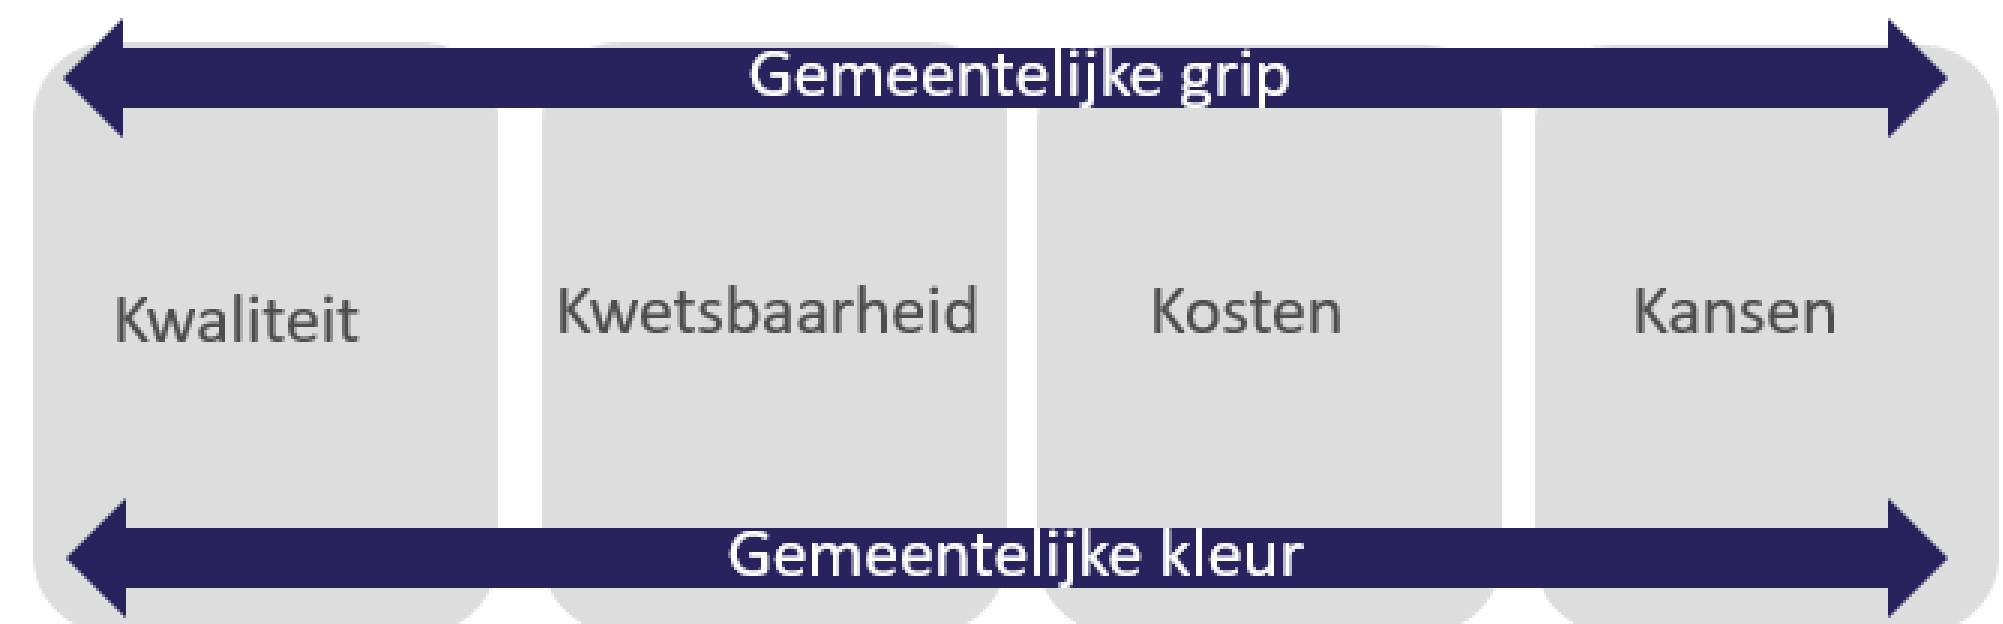 Gemeentelijke grip
Kwaliteit
Kwetsbaarheid
Kosten
Kansen
Gemeentelijke kleur